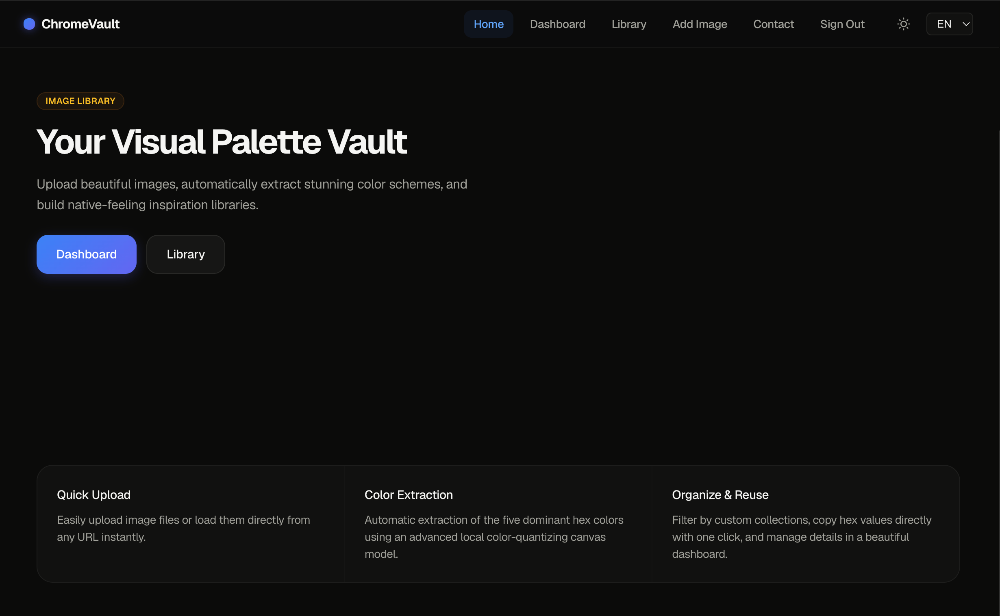 ChromeVault
Home
Dashboard
Library
Add Image
Contact
Sign Out
EN
IMAGE LIBRARY
Your Visual Palette Vault
Upload beautiful images, automatically extract stunning color schemes, and
build native-feeling inspiration libraries.
Dashboard
Library
Quick Upload
Easily upload image files or load them directly from
any URL instantly.
Color Extraction
Automatic extraction of the five dominant hex colors
using an advanced local color-quantizing canvas
model.
Organize & Reuse
Filter by custom collections, copy hex values directly
with one click, and manage details in a beautiful
dashboard.